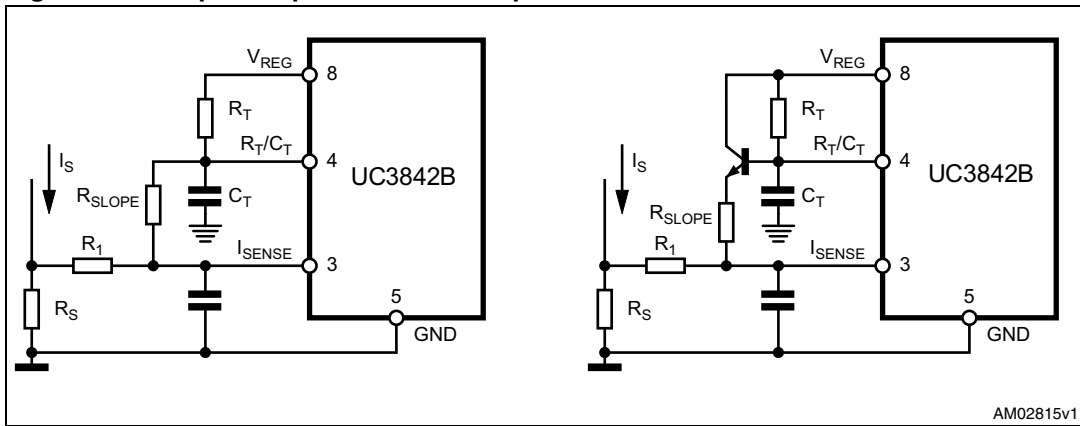 V_REG
8
R_T
I_S
R_T/C_T
4
UC3842B
R_SLOPE
C_T
R_1
I_SENSE
3
R_S
5
GND
V_REG
8
R_T
I_S
R_T/C_T
4
UC3842B
R_SLOPE
C_T
R_1
I_SENSE
3
R_S
5
GND
AM02815v1